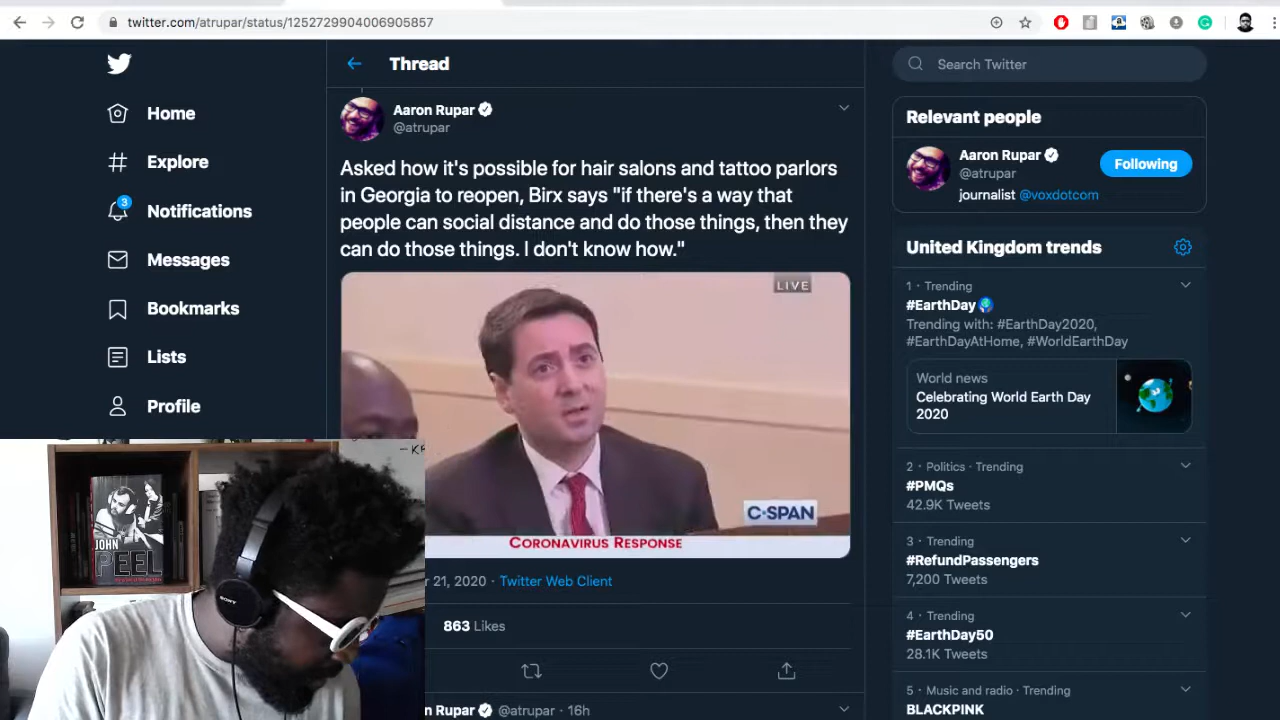 twitter.com/atrupar/status/1252729904006905857
Home
Explore
3
Notifications
Messages
Bookmarks
Lists
Profile
Thread
Aaron Rupar
@atrupar
Asked how it's possible for hair salons and tattoo parlors
in Georgia to reopen, Birx says "if there's a way that
people can social distance and do those things, then they
can do those things. I don't know how."
LIVE
C-SPAN
CORONAVIRUS RESPONSE
21, 2020 · Twitter Web Client
863 Likes
n Rupar @atrupar · 16h
JOHN
PEEL
SONY
Search Twitter
Relevant people
Aaron Rupar
@atrupar
Following
journalist @voxdotcom
United Kingdom trends
1 · Trending
#EarthDay
Trending with: #EarthDay2020,
#EarthDayAtHome, #WorldEarthDay
World news
Celebrating World Earth Day
2020
2 · Politics · Trending
#PMQs
42.9K Tweets
3 · Trending
#RefundPassengers
7,200 Tweets
4 · Trending
#EarthDay50
28.1K Tweets
5 · Music and radio · Trending
BLACKPINK